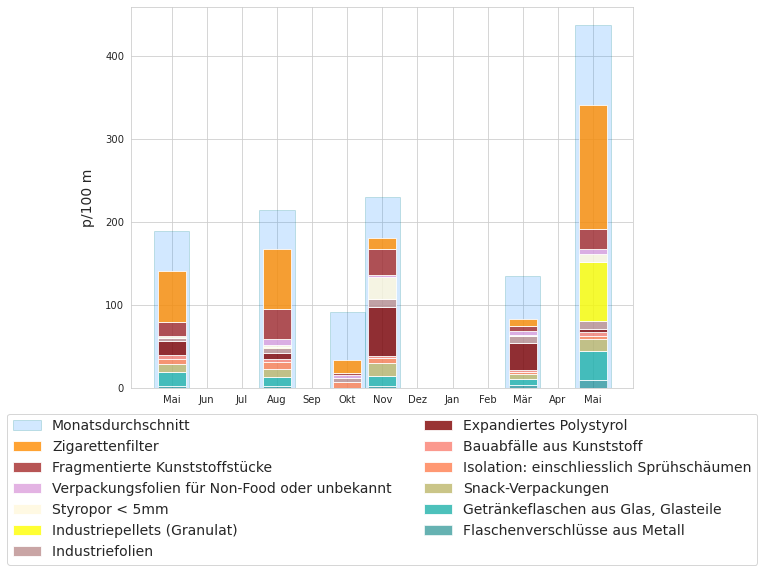 400
300
200
100
0
p/100 m
Mai Jun Jul Aug Sep Okt Nov Dez Jan Feb Mär Apr Mai
Monatsdurchschnitt
Zigarettenfilter
Fragmentierte Kunststoffstücke
Verpackungsfolien für Non-Food oder unbekannt
Styropor < 5mm
Industriepellets (Granulat)
Industriefolien
Expandiertes Polystyrol
Bauabfälle aus Kunststoff
Isolation: einschliesslich Sprühschäumen
Snack-Verpackungen
Getränkeflaschen aus Glas, Glasteile
Flaschenverschlüsse aus Metall